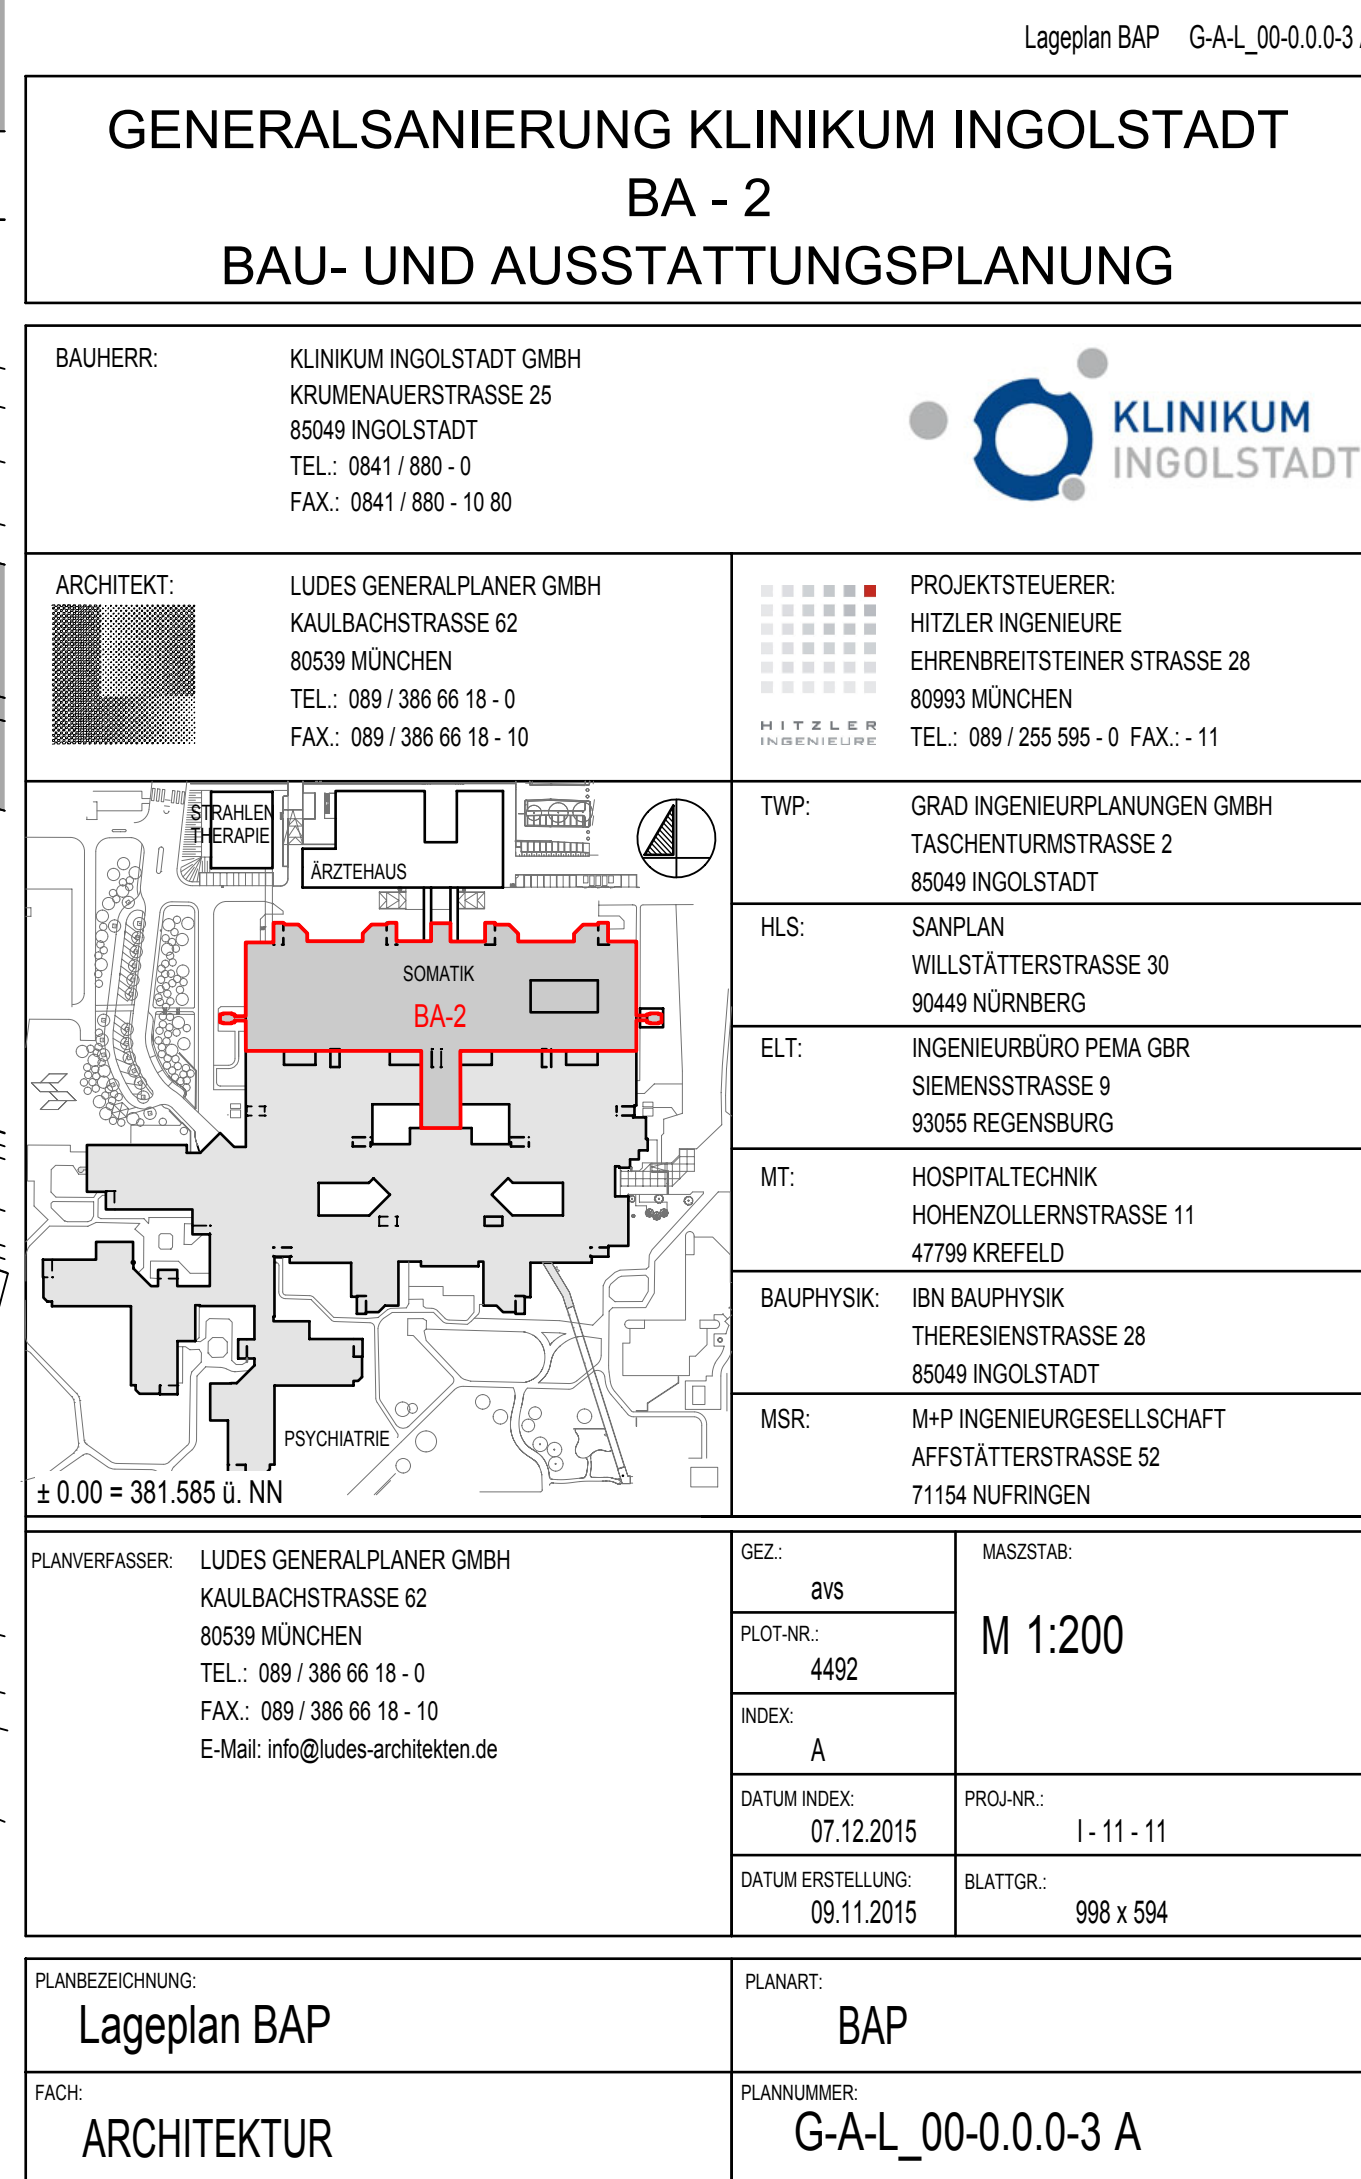 Lageplan BAP G-A-L_00-0.0.0-3
GENERALSANIERUNG KLINIKUM INGOLSTADT
BA - 2
BAU- UND AUSSTATTUNGSPLANUNG
BAUHERR:
KLINIKUM INGOLSTADT GMBH
KRUMENAUERSTRASSE 25
85049 INGOLSTADT
TEL.: 0841 / 880 - 0
FAX.: 0841 / 880 - 10 80
KLINIKUM
INGOLSTADT
ARCHITEKT:
LUDES GENERALPLANER GMBH
KAULBACHSTRASSE 62
80539 MÜNCHEN
TEL.: 089 / 386 66 18 - 0
FAX.: 089 / 386 66 18 - 10
HITZLER
INGENIEURE
PROJEKTSTEUERER:
HITZLER INGENIEURE
EHRENBREITSTEINER STRASSE 28
80993 MÜNCHEN
TEL.: 089 / 255 595 - 0 FAX.: - 11
STRAHLEN
THERAPIE
ÄRZTEHAUS
SOMATIK
BA-2
PSYCHIATRIE
± 0.00 = 381.585 ü. NN
TWP:
GRAD INGENIEURPLANUNGEN GMBH
TASCHENTURMSTRASSE 2
85049 INGOLSTADT
HLS:
SANPLAN
WILLSTÄTTERSTRASSE 30
90449 NÜRNBERG
ELT:
INGENIEURBÜRO PEMA GBR
SIEMENSSTRASSE 9
93055 REGENSBURG
MT:
HOSPITALTECHNIK
HOHENZOLLERNSTRASSE 11
47799 KREFELD
BAUPHYSIK:
IBN BAUPHYSIK
THERESIENSTRASSE 28
85049 INGOLSTADT
MSR:
M+P INGENIEURGESELLSCHAFT
AFFSTÄTTERSTRASSE 52
71154 NUFRINGEN
PLANVERFASSER:
LUDES GENERALPLANER GMBH
KAULBACHSTRASSE 62
80539 MÜNCHEN
TEL.: 089 / 386 66 18 - 0
FAX.: 089 / 386 66 18 - 10
E-Mail: info@ludes-architekten.de
GEZ.:
avs
MASZSTAB:
M 1:200
PLOT-NR.:
4492
INDEX:
A
DATUM INDEX:
07.12.2015
PROJ-NR.:
I - 11 - 11
DATUM ERSTELLUNG:
09.11.2015
BLATTGR.:
998 x 594
PLANBEZEICHNUNG:
Lageplan BAP
PLANART:
BAP
FACH:
ARCHITEKTUR
PLANNUMMER:
G-A-L_00-0.0.0-3 A